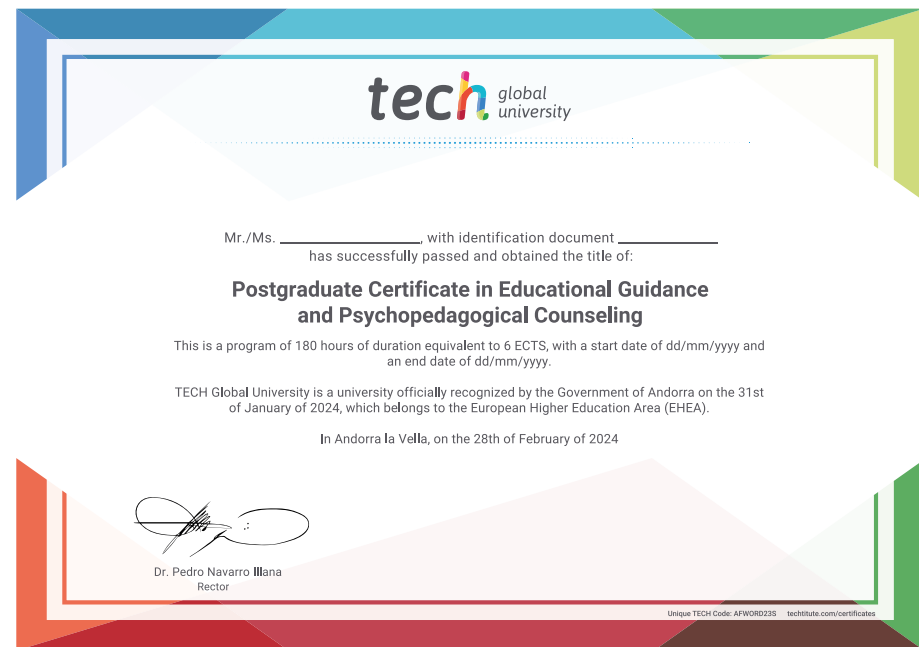 tech global university
Mr./Ms. ____________, with identification document ____________
has successfully passed and obtained the title of:
Postgraduate Certificate in Educational Guidance
and Psychopedagogical Counseling
This is a program of 180 hours of duration equivalent to 6 ECTS, with a start date of dd/mm/yyyy and
an end date of dd/mm/yyyy.
TECH Global University is a university officially recognized by the Government of Andorra on the 31st
of January of 2024, which belongs to the European Higher Education Area (EHEA).
In Andorra la Vella, on the 28th of February of 2024
Dr. Pedro Navarro Illana
Rector
Unique TECH Code: AFWORD23S techtitute.com/certificates